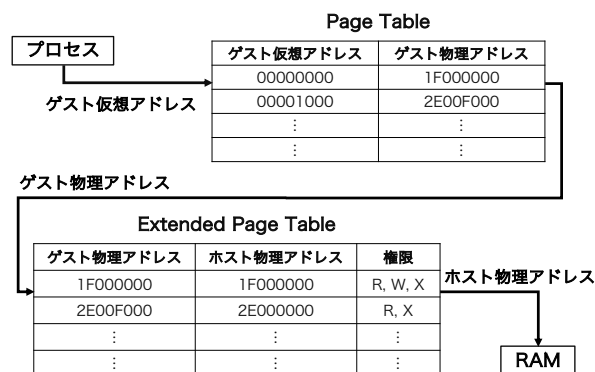 Page Table
プロセス
ゲスト仮想アドレス ゲスト物理アドレス
00000000 1F000000
ゲスト仮想アドレス
00001000 2E00F000
⋮ ⋮
⋮ ⋮
ゲスト物理アドレス
Extended Page Table
ゲスト物理アドレス ホスト物理アドレス 権限
1F000000 1F000000 R, W, X
ホスト物理アドレス
2E00F000 2E000000 R, X
⋮ ⋮ ⋮
⋮ ⋮ ⋮
RAM